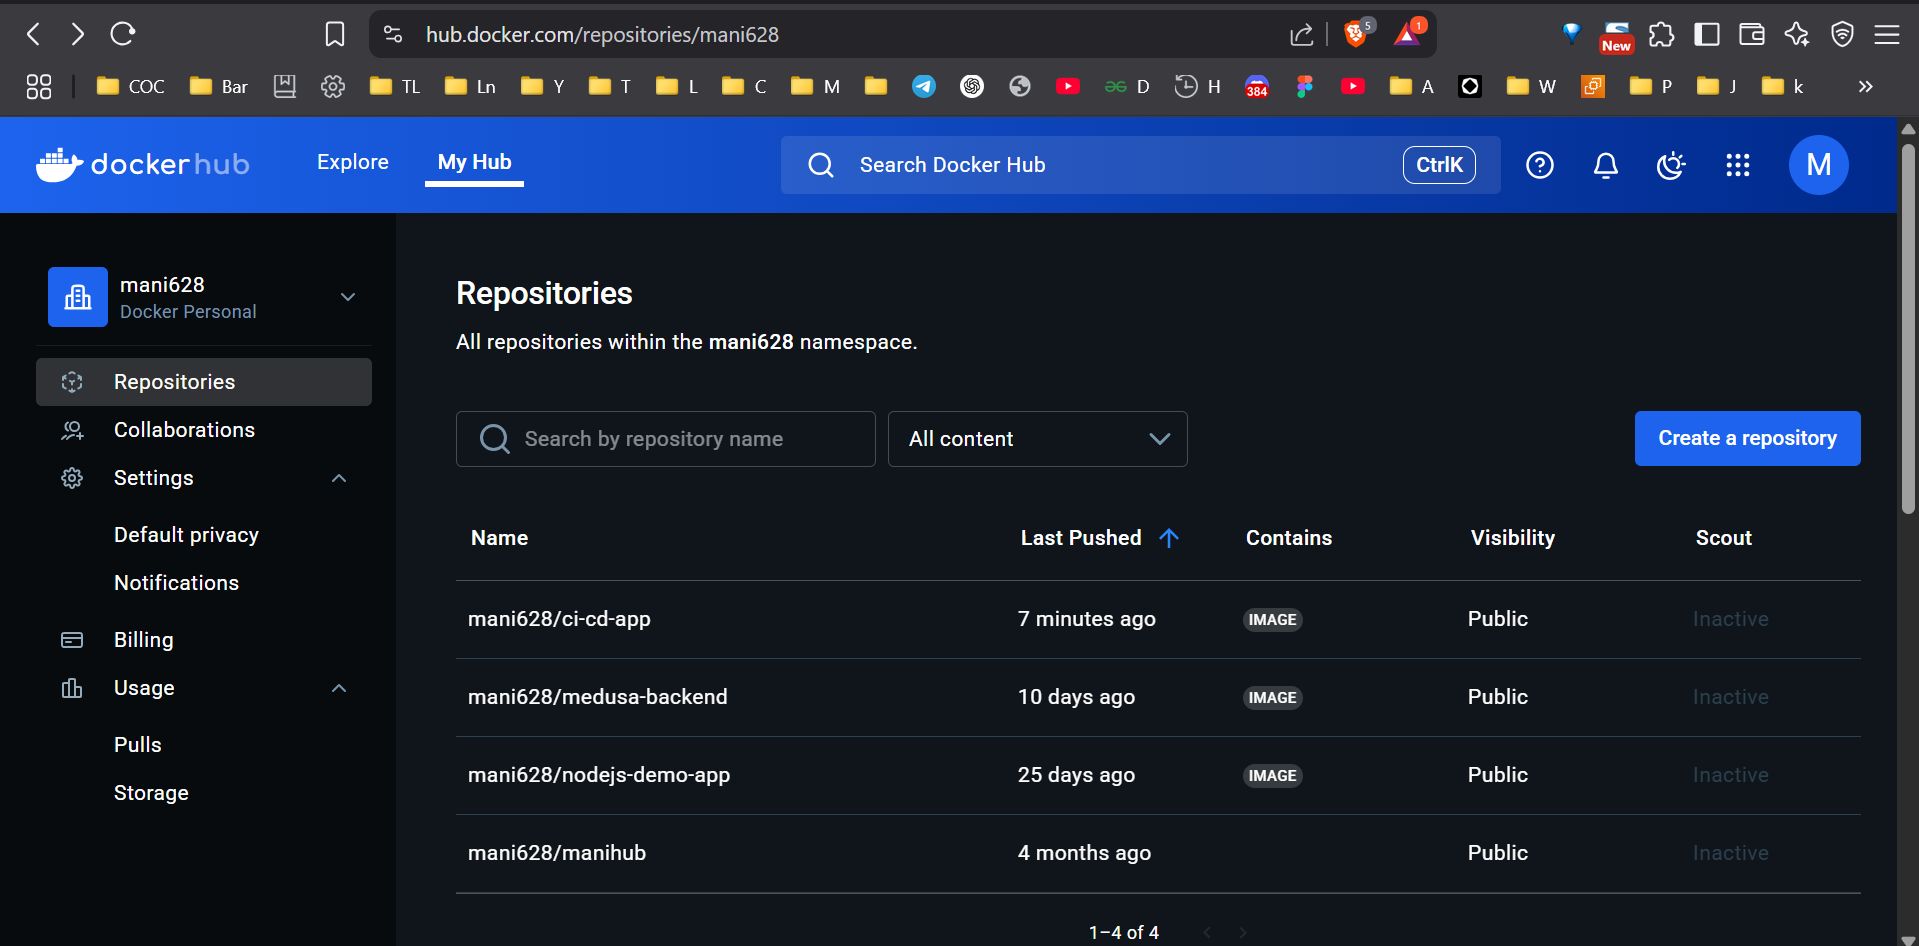 hub.docker.com/repositories/mani628
5
1
New
COC
Bar
TL
Ln
Y
T
L
C
M
D
H
384
A
W
P
J
k
docker hub
Explore
My Hub
Search Docker Hub
CtrlK
M
mani628
Docker Personal
Repositories
Collaborations
Settings
Default privacy
Notifications
Billing
Usage
Pulls
Storage
Repositories
All repositories within the mani628 namespace.
Search by repository name
All content
Create a repository
Name Last Pushed Contains Visibility Scout
mani628/ci-cd-app 7 minutes ago IMAGE Public Inactive
mani628/medusa-backend 10 days ago IMAGE Public Inactive
mani628/nodejs-demo-app 25 days ago IMAGE Public Inactive
mani628/manihub 4 months ago Public Inactive
1–4 of 4